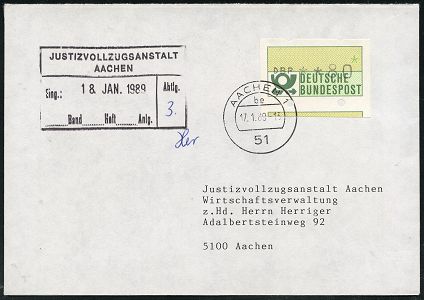 JUSTIZVOLLZUGSANSTALT
AACHEN
Eing.: 18 JAN. 1989 Abtlg.
3.
Band Heft Anlg.
Her
DBP **80
DEUTSCHE
BUNDESPOST
AACHEN 1
be
17.1.89
51
Justizvollzugsanstalt Aachen
Wirtschaftsverwaltung
z.Hd. Herrn Herriger
Adalbertsteinweg 92
5100 Aachen